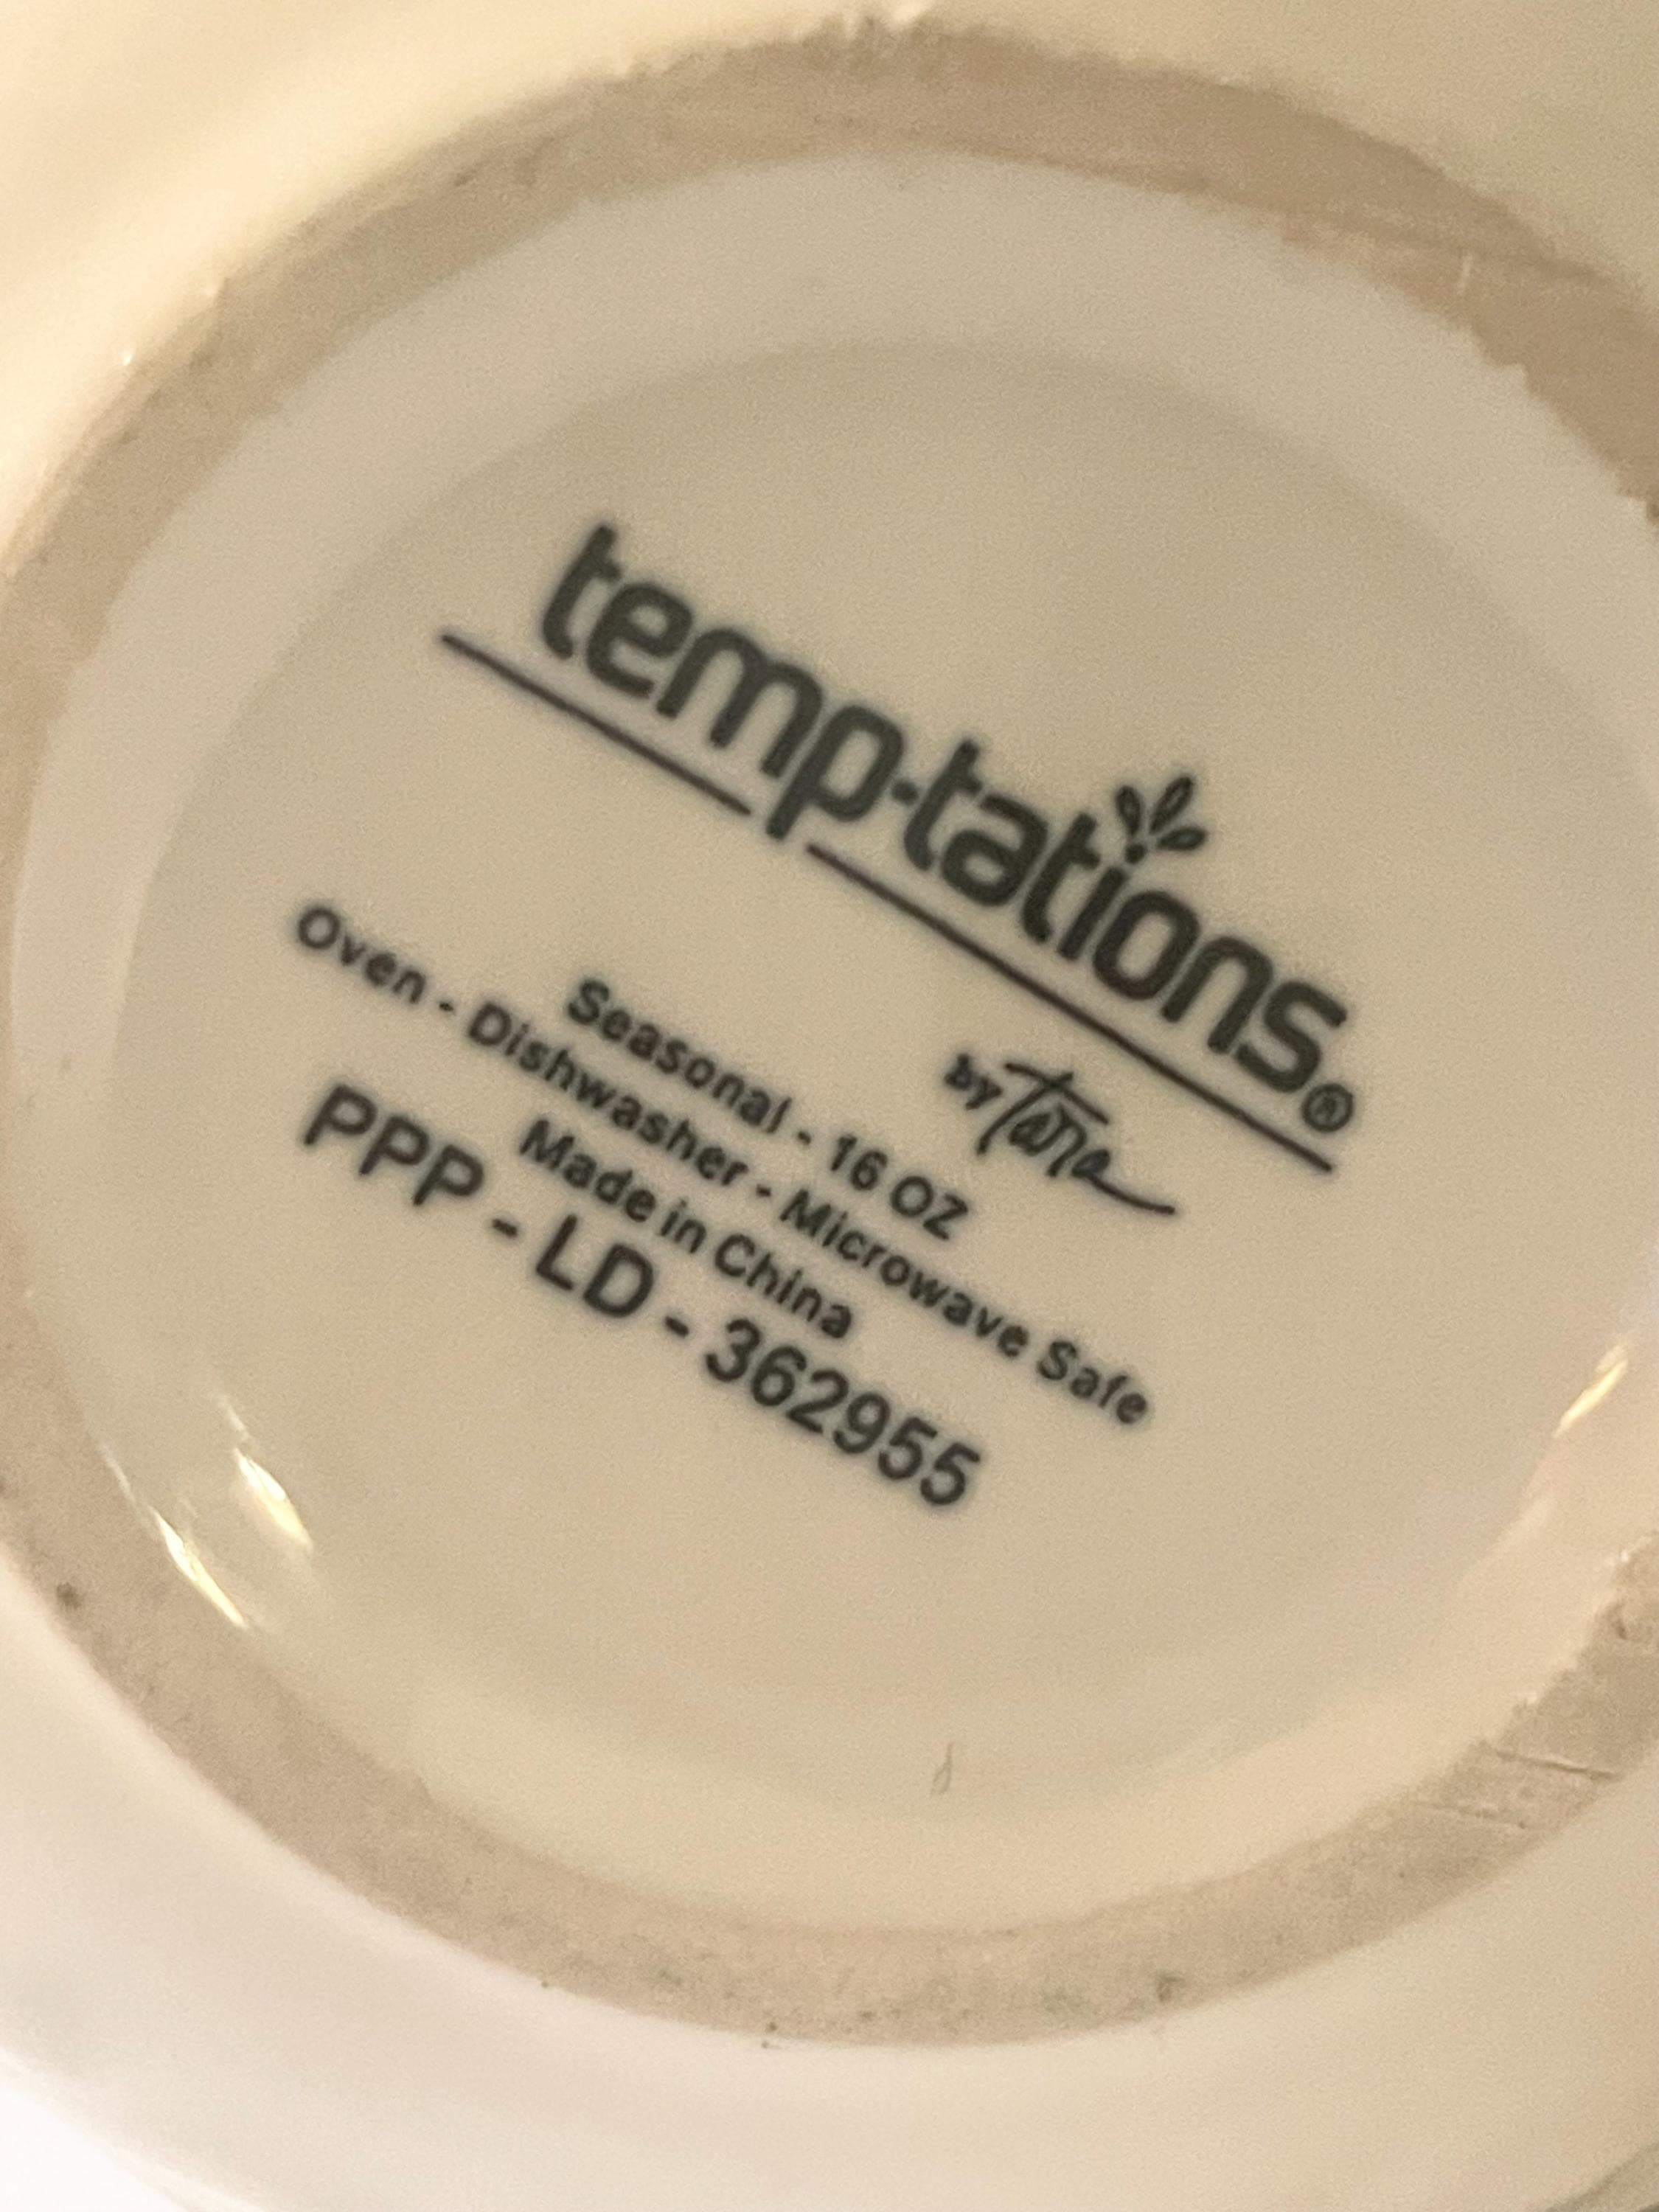 temp-tations®
by Tara
Seasonal - 16 OZ
Oven - Dishwasher - Microwave Safe
Made in China
PPP - LD - 362955